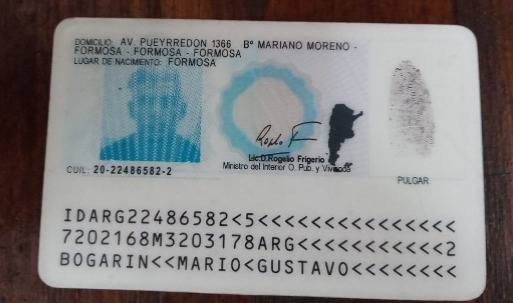 DOMICILIO: AV. PUEYRREDON 1366 Bº MARIANO MORENO -
FORMOSA - FORMOSA - FORMOSA
LUGAR DE NACIMIENTO: FORMOSA
Lic.D.Rogelio Frigerio
Ministro del Interior O. Pub. y Vivienda
CUIL: 20-22486582-2
PULGAR
IDARG22486582<5<<<<<<<<<<<<<<<
7202168M3203178ARG<<<<<<<<<<<2
BOGARIN<<MARIO<GUSTAVO<<<<<<<<